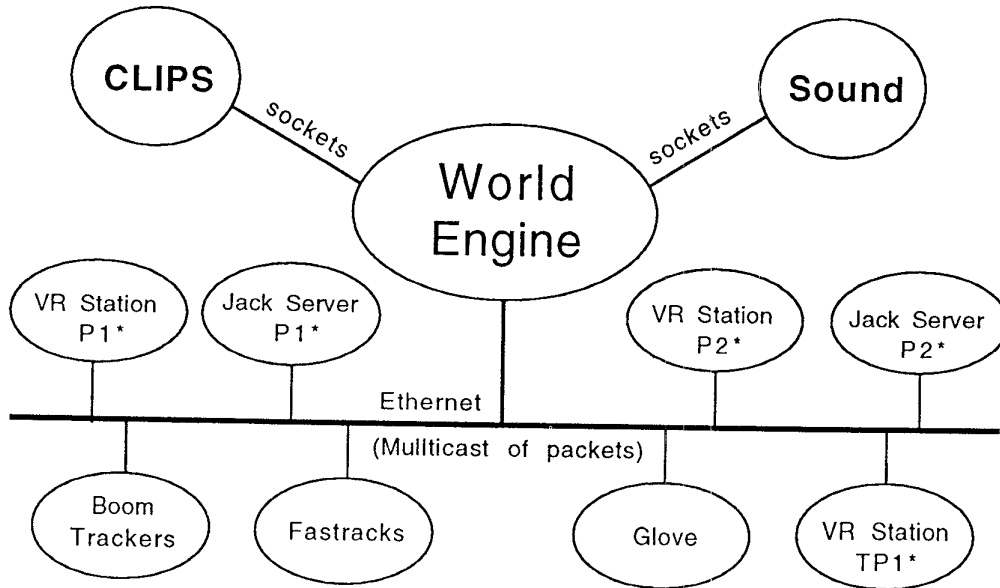 CLIPS
sockets
Sound
sockets
World
Engine
VR Station
P1*
Jack Server
P1*
VR Station
P2*
Jack Server
P2*
Ethernet
(Mullticast of packets)
Boom
Trackers
Fastracks
Glove
VR Station
TP1*